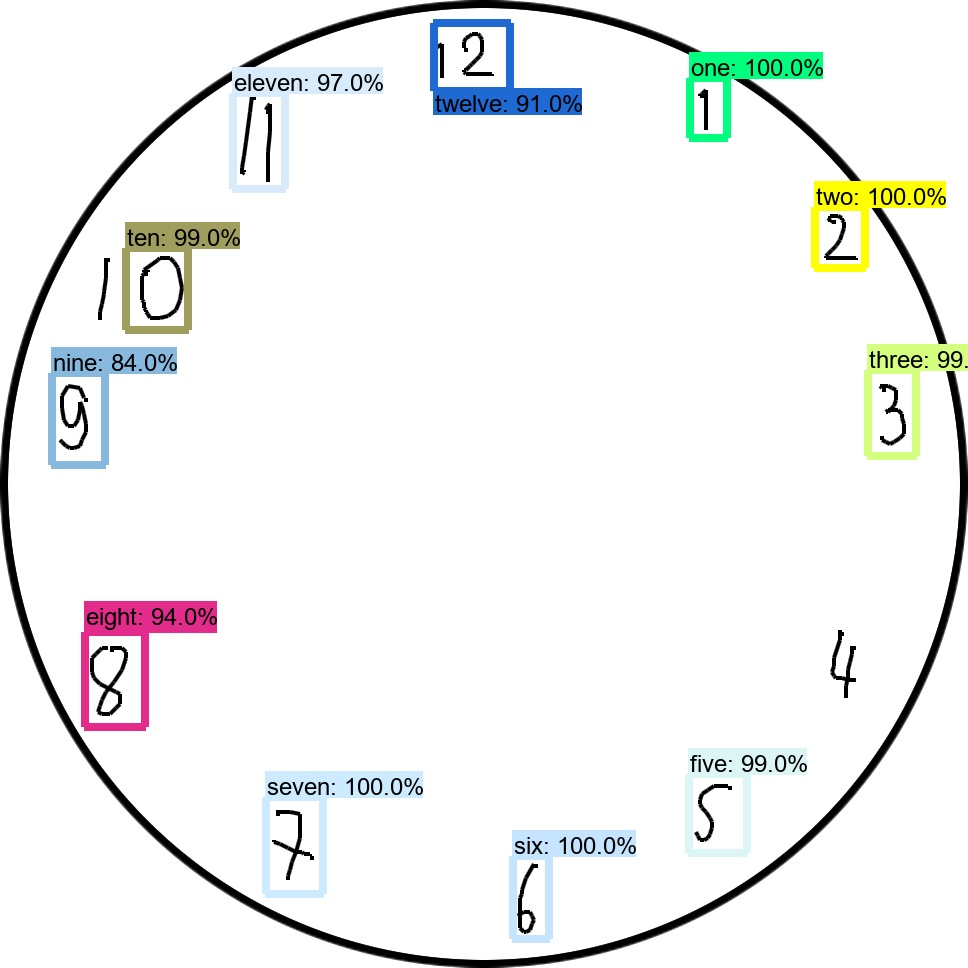 12
twelve: 91.0%
one: 100.0%
1
eleven: 97.0%
11
two: 100.0%
2
ten: 99.0%
10
three: 99.
3
nine: 84.0%
9
eight: 94.0%
8
4
five: 99.0%
5
seven: 100.0%
7
six: 100.0%
6